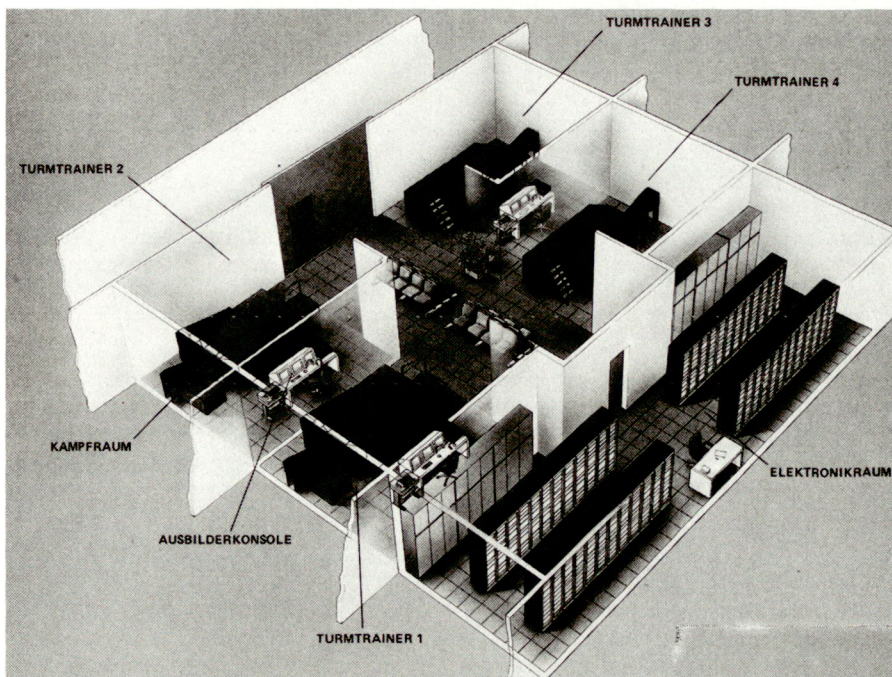 TURMTRAINER 3
TURMTRAINER 4
TURMTRAINER 2
KAMPFRAUM
ELEKTRONIKRAUM
AUSBILDERKONSOLE
TURMTRAINER 1